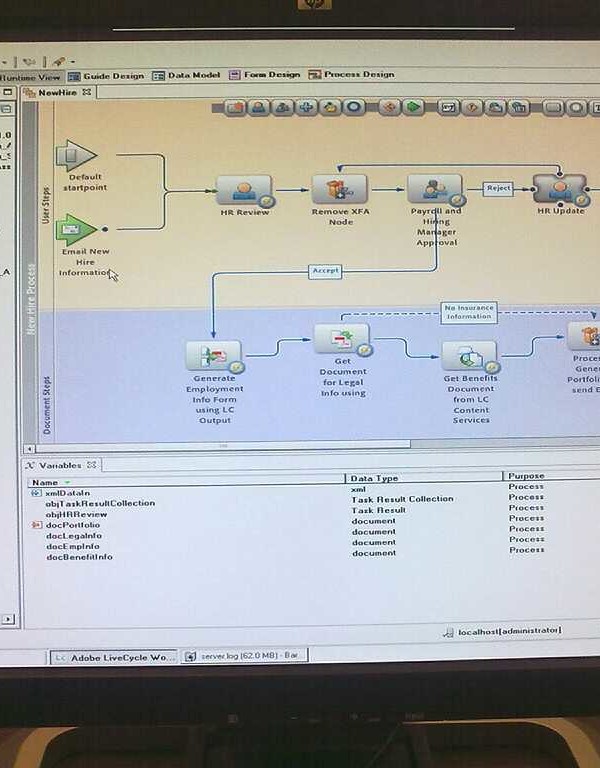 hp
Runtime View
Guide Design
Data Model
Form Design
Process Design
NewHire
New Hire Process
User Steps
Default
startpoint
Email New
Hire
Information
HR Review
Remove XFA
Node
Payroll and
Hiring
Manager
Approval
Reject
HR Update
Accept
Document Steps
No Insurance
Information
Generate
Employment
Info Form
using LC
Output
Get
Document
for Legal
Info using
Get Benefits
Document
from LC
Content
Services
Proces
Gener
Portfoli
send E
Variables
Name Data Type Purpose
xmlDataIn xml Process
objTaskResultCollection Task Result Collection Process
objHRReview Task Result Process
docPortfolio document Process
docLegalInfo document Process
docEmpInfo document Process
docBenefitInfo document Process
localhost[administrator]
Adobe LiveCycle Wo...
server.log (62.0 MB) - Bar...